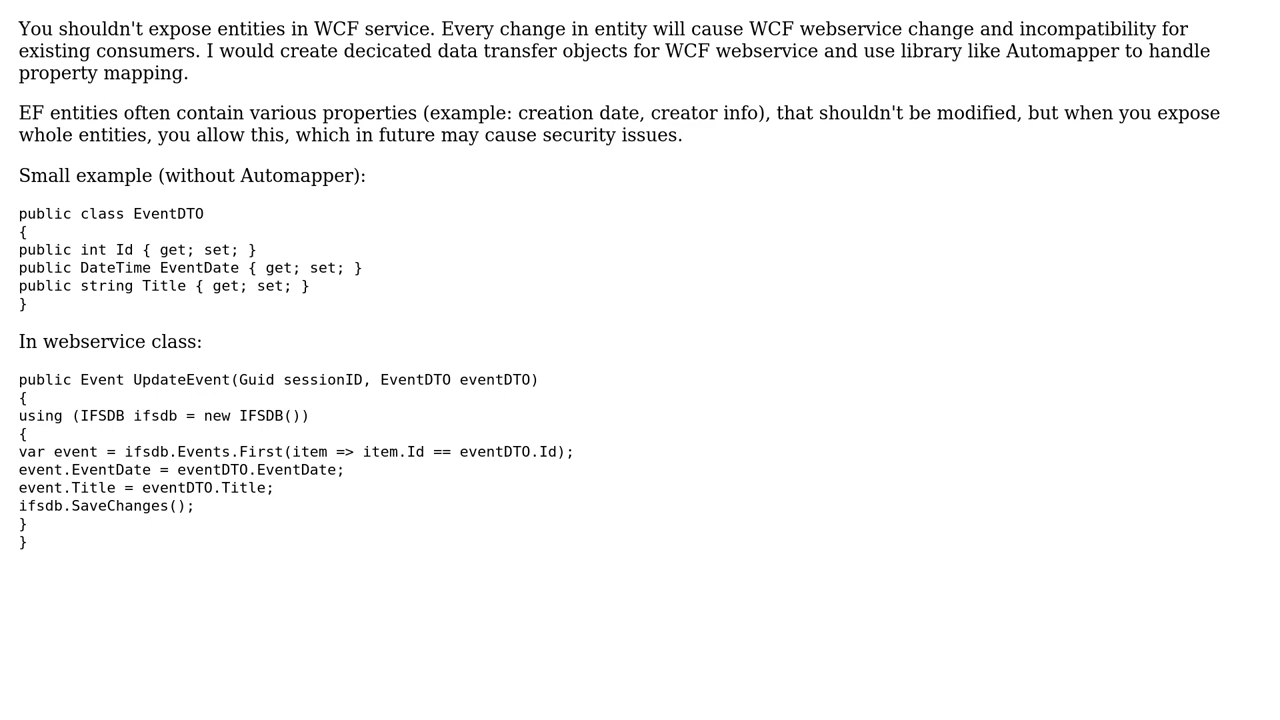 You shouldn't expose entities in WCF service. Every change in entity will cause WCF webservice change and incompatibility for
existing consumers. I would create decicated data transfer objects for WCF webservice and use library like Automapper to handle
property mapping.
EF entities often contain various properties (example: creation date, creator info), that shouldn't be modified, but when you expose
whole entities, you allow this, which in future may cause security issues.
Small example (without Automapper):
public class EventDTO
{
public int Id { get; set; }
public DateTime EventDate { get; set; }
public string Title { get; set; }
}
In webservice class:
public Event UpdateEvent(Guid sessionID, EventDTO eventDTO)
{
using (IFSDB ifsdb = new IFSDB())
{
var event = ifsdb.Events.First(item => item.Id == eventDTO.Id);
event.EventDate = eventDTO.EventDate;
event.Title = eventDTO.Title;
ifsdb.SaveChanges();
}
}